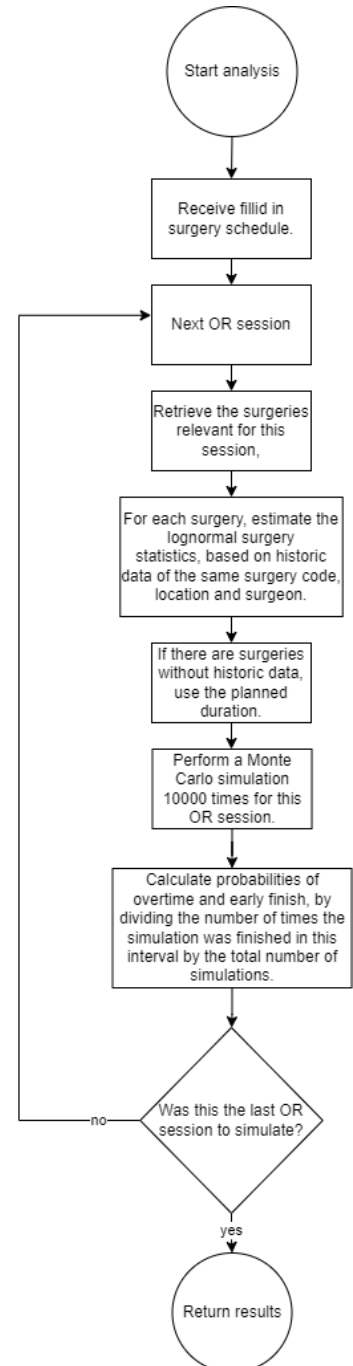 Start analysis
Receive fillid in
surgery schedule.
Next OR session
Retrieve the surgeries
relevant for this
session,
For each surgery, estimate the
lognormal surgery
statistics, based on historic
data of the same surgery code,
location and surgeon.
If there are surgeries
without historic data,
use the planned
duration.
Perform a Monte
Carlo simulation
10000 times for this
OR session.
Calculate probabilities of
overtime and early finish, by
dividing the number of times the
simulation was finished in this
interval by the total number of
simulations.
Was this the last OR
session to simulate?
no
yes
Return results